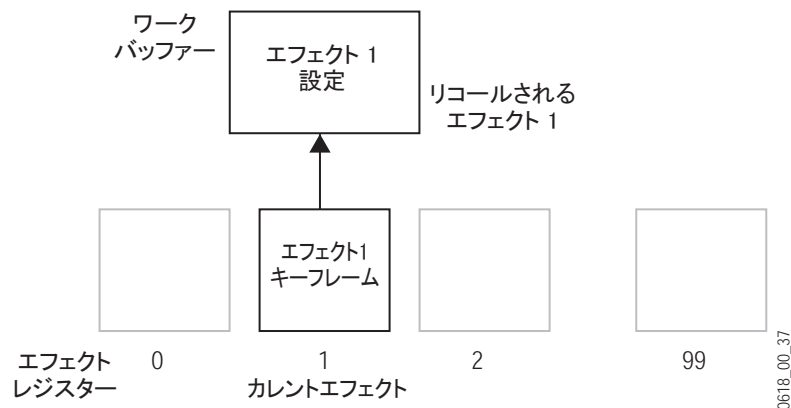 ワーク
バッファー
エフェクト 1
設定
リコールされる
エフェクト 1
エフェクト1
キーフレーム
エフェクト
レジスター
0
1
2
99
カレントエフェクト
0618_00_37